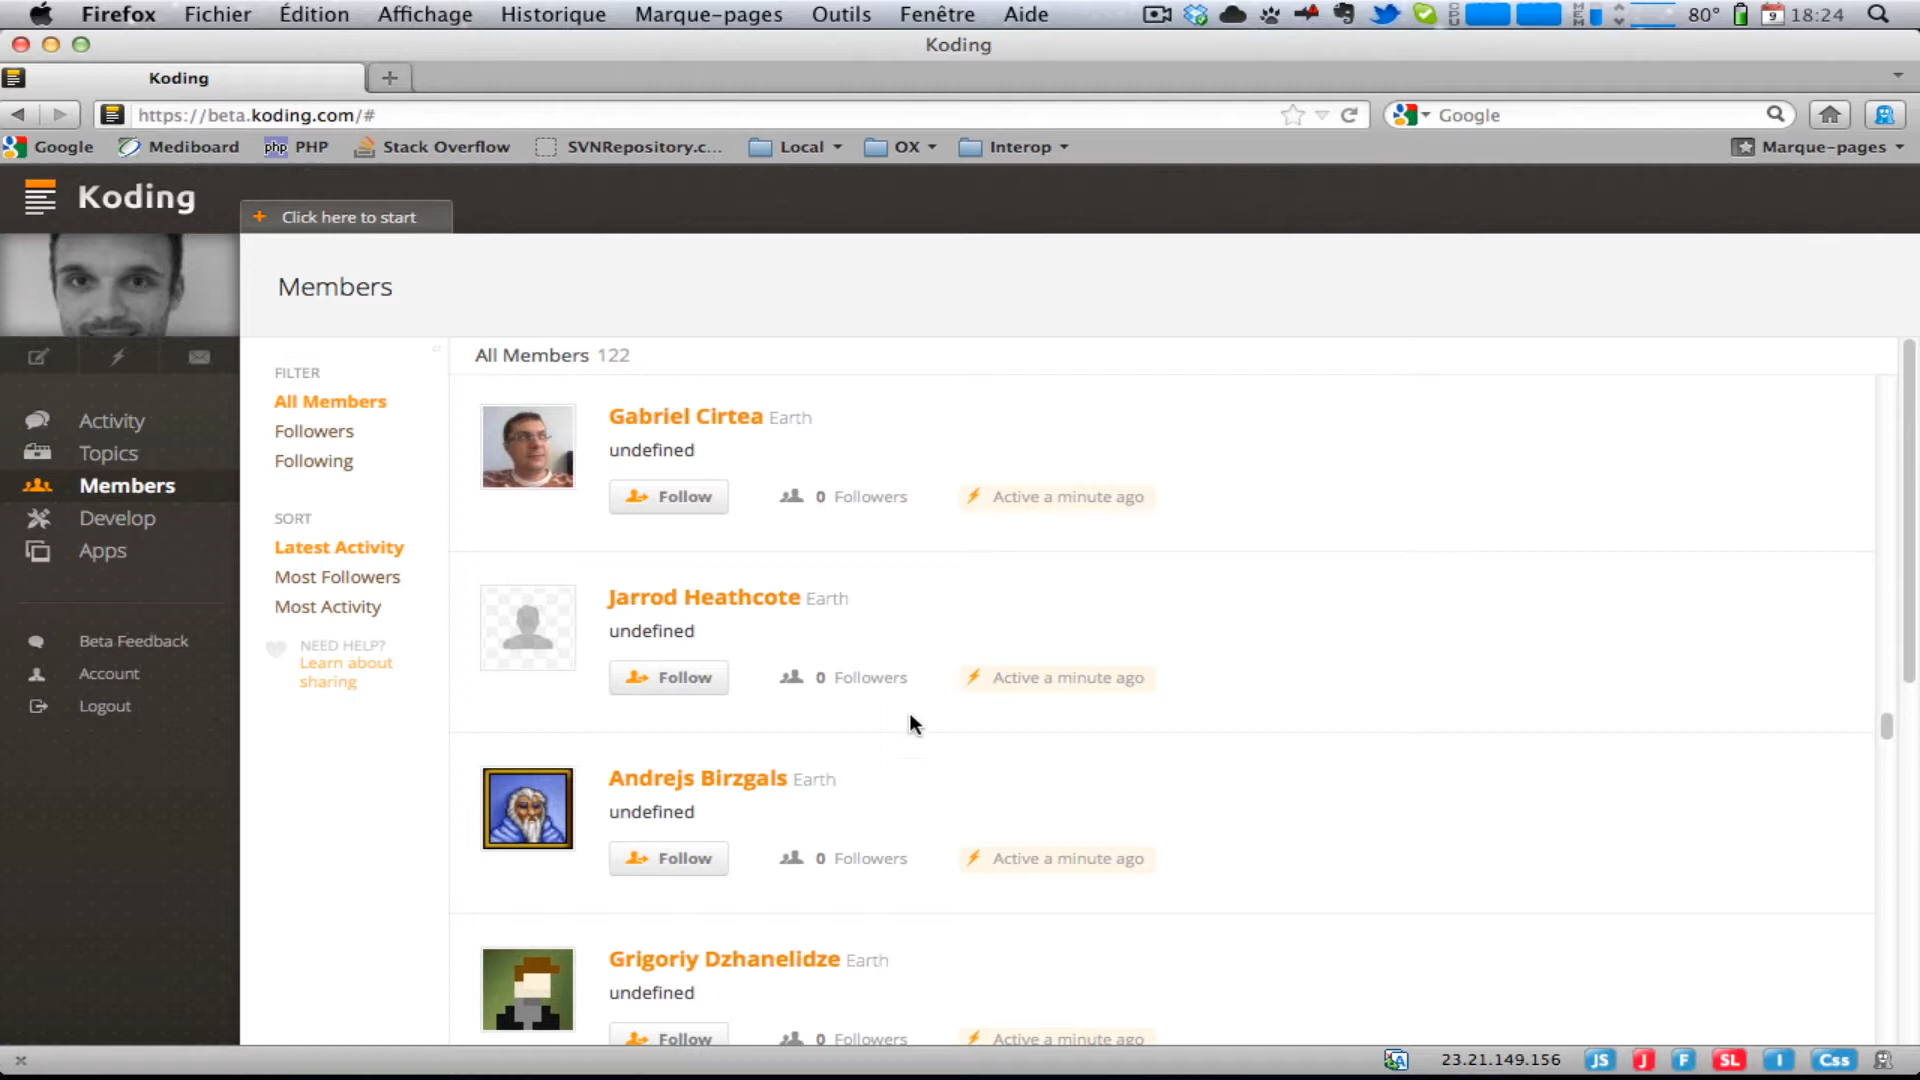 Firefox Fichier Édition Affichage Historique Marque-pages Outils Fenêtre Aide 80° 9 18:24
Koding
Koding
https://beta.koding.com/#
Google
Google Mediboard php PHP Stack Overflow SVNRepository.c... Local OX Interop Marque-pages
Koding
+ Click here to start
Members
FILTER
All Members
Followers
Following
SORT
Latest Activity
Most Followers
Most Activity
NEED HELP?
Learn about
sharing
Activity
Topics
Members
Develop
Apps
Beta Feedback
Account
Logout
All Members 122
Gabriel Cirtea Earth
undefined
Follow 0 Followers Active a minute ago
Jarrod Heathcote Earth
undefined
Follow 0 Followers Active a minute ago
Andrejs Birzgals Earth
undefined
Follow 0 Followers Active a minute ago
Grigoriy Dzhanelidze Earth
undefined
Follow 0 Followers Active a minute ago
23.21.149.156 JS J F SL I Css